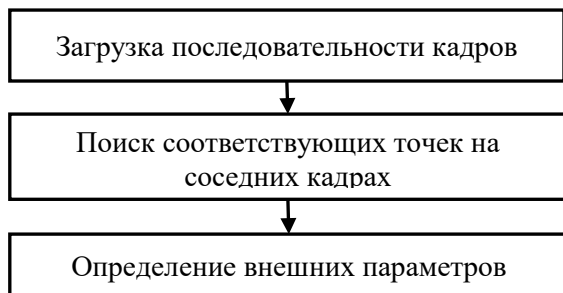 Загрузка последовательности кадров
Поиск соответствующих точек на
соседних кадрах
Определение внешних параметров